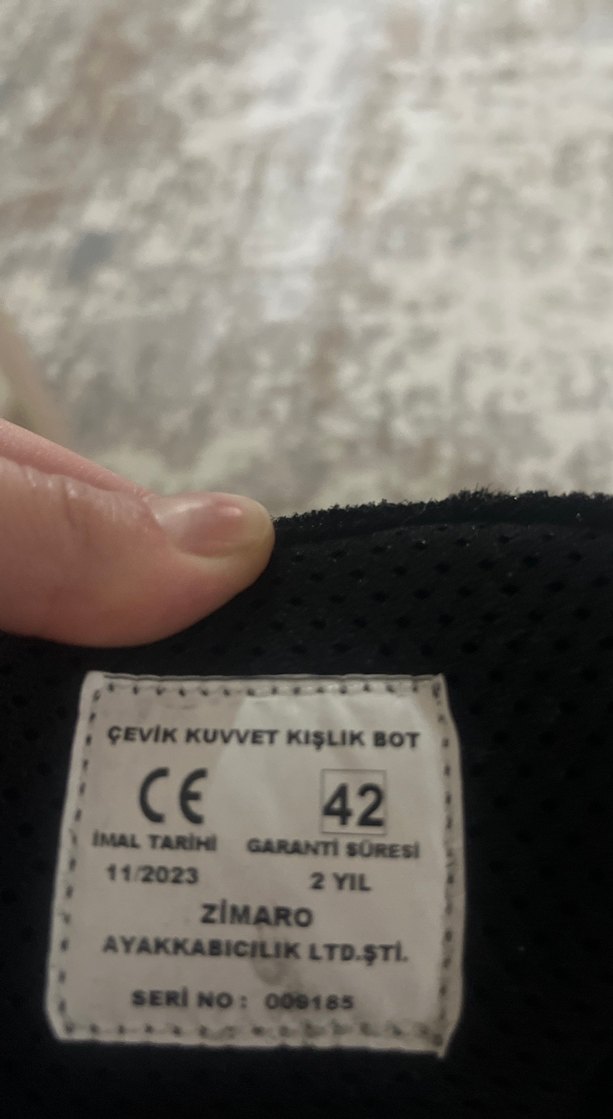 ÇEVİK KUVVET KIŞLIK BOT
CE 42
İMAL TARİHİ GARANTİ SÜRESİ
11/2023 2 YIL
ZİMARO
AYAKKABICILIK LTD.ŞTİ.
SERİ NO : 009185